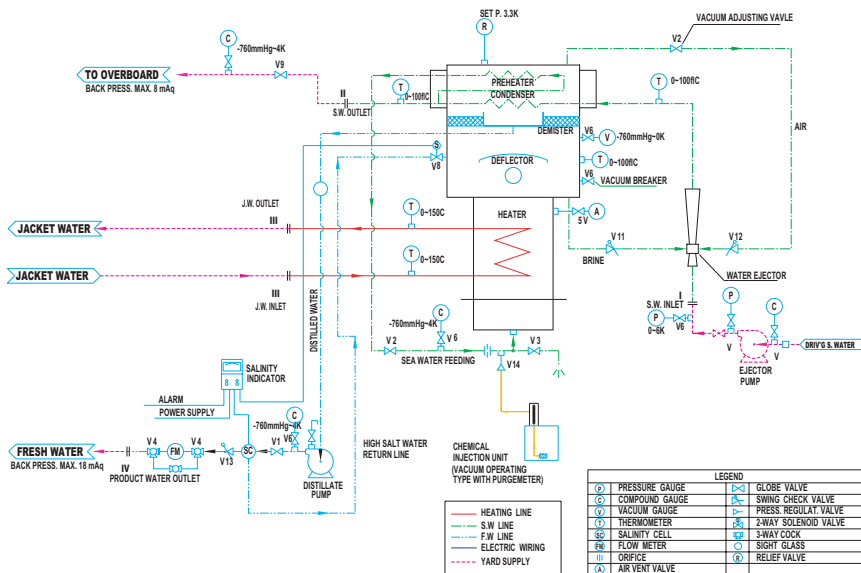 SET P. 3.3K
R
VACUUM ADJUSTING VAVLE
V2
C
-760mmHg~4K
V9
TO OVERBOARD
BACK PRESS. MAX. 8 mAq
II
S.W. OUTLET
T
0~100flC
PREHEATER
CONDENSER
T
0~100flC
AIR
DEMISTER
V6
V
-760mmHg~0K
S
V8
DEFLECTOR
T
0~100flC
V6
VACUUM BREAKER
J.W. OUTLET
III
T
0~150C
HEATER
5 V
A
JACKET WATER
V11
V12
BRINE
T
0~150C
JACKET WATER
III
J.W. INLET
WATER EJECTOR
I
S.W. INLET
P
C
P
V6
0~6K
DISTILLED WATER
C
-760mmHg~4K
V2
V 6
V 3
SEA WATER FEEDING
V14
V
V
DRIV'G S. WATER
EJECTOR
PUMP
SALINITY
INDICATOR
ALARM
POWER SUPPLY
C
-760mmHg~4K
FRESH WATER
BACK PRESS. MAX. 18 mAq
V4
FM
V4
V13
SC
V1
V6
IV
PRODUCT WATER OUTLET
DISTILLATE
PUMP
HIGH SALT WATER
RETURN LINE
CHEMICAL
INJECTION UNIT
(VACUUM OPERATING
TYPE WITH PURGEMETER)
HEATING LINE
S.W LINE
F.W LINE
ELECTRIC WIRING
YARD SUPPLY
LEGEND
P PRESSURE GAUGE GLOBE VALVE
C COMPOUND GAUGE SWING CHECK VALVE
V VACUUM GAUGE PRESS. REGULAT. VALVE
T THERMOMETER 2-WAY SOLENOID VALVE
SC SALINITY CELL 3-WAY COCK
FM FLOW METER SIGHT GLASS
ORIFICE R RELIEF VALVE
A AIR VENT VALVE